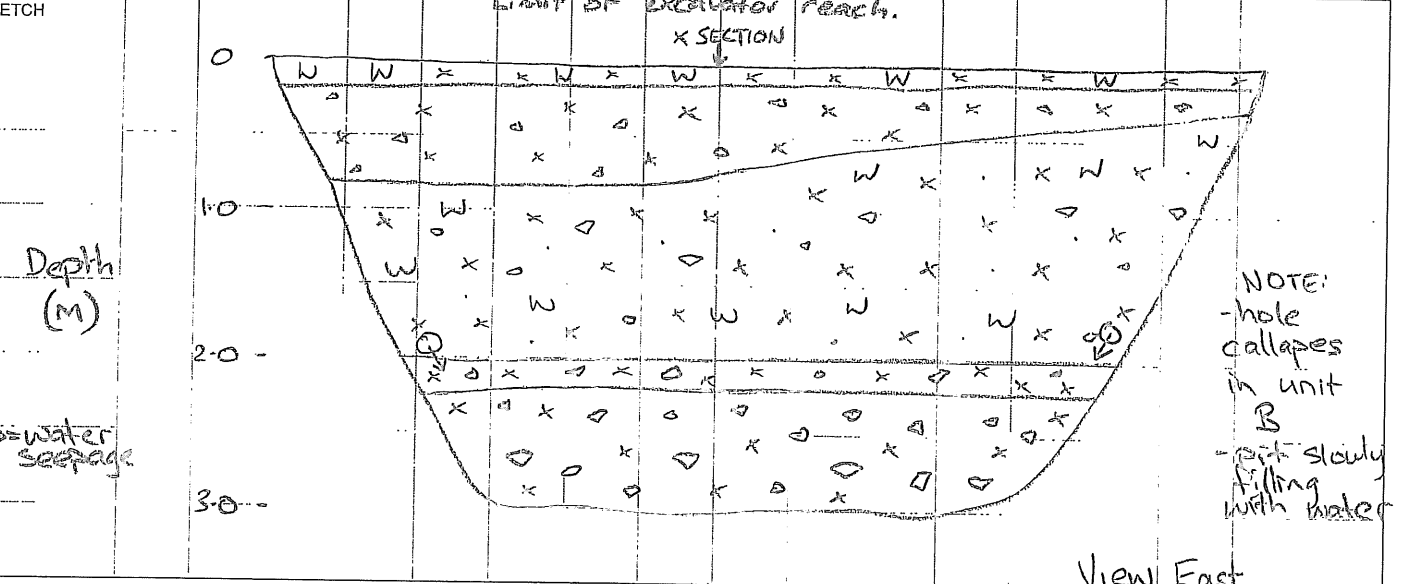 ETCH
Limit of excavator reach.
x SECTION
0
1.0
Depth
(M)
2.0 -
3.0 -
=water
seepage
NOTE:
-hole
callapes
in unit
B
-pit slowly
filling
with water
View East